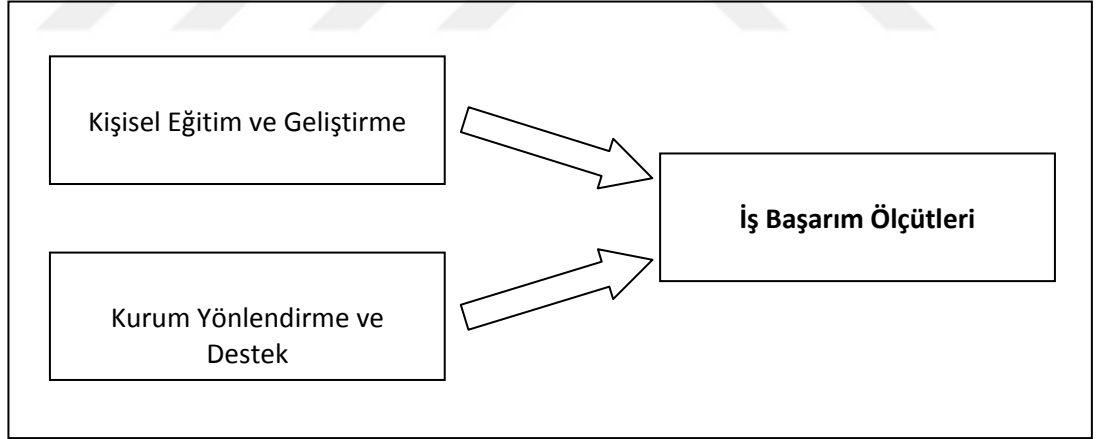 Kişisel Eğitim ve Geliştirme
İş Başarım Ölçütleri
Kurum Yönlendirme ve
Destek